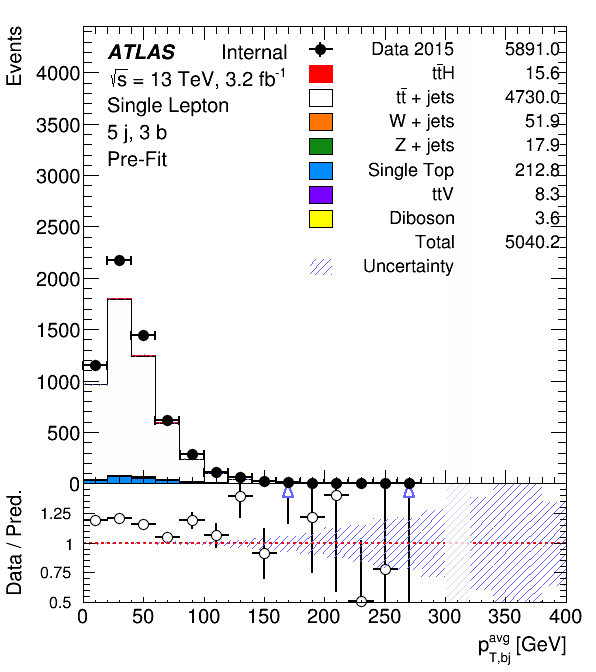 Events
4000
3500
3000
2500
2000
1500
1000
500
0
ATLAS Internal
√s = 13 TeV, 3.2 fb⁻¹
Single Lepton
5 j, 3 b
Pre-Fit
Data 2015 5891.0
tt̄H 15.6
tt̄ + jets 4730.0
W + jets 51.9
Z + jets 17.9
Single Top 212.8
ttV 8.3
Diboson 3.6
Total 5040.2
Uncertainty
Data / Pred.
1.25
1
0.75
0.5
0 50 100 150 200 250 300 350 400
p_{T,bj}^{avg} [GeV]